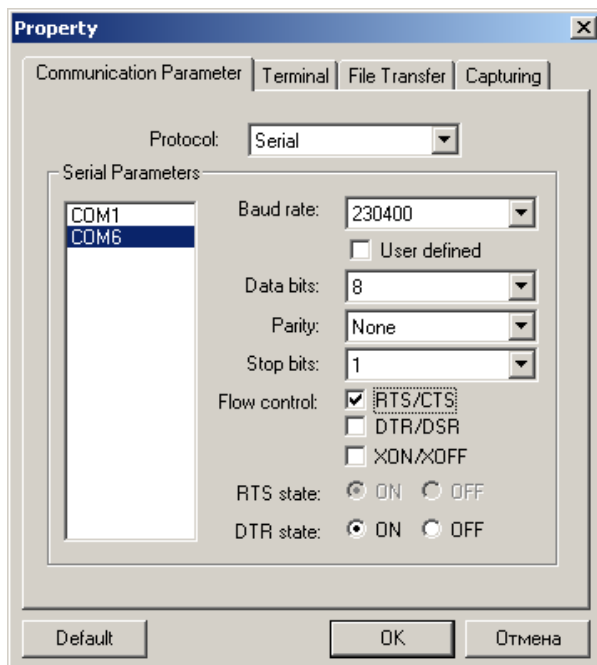 Property
Communication Parameter Terminal File Transfer Capturing
Protocol: Serial
Serial Parameters
COM1
COM6
Baud rate: 230400
User defined
Data bits: 8
Parity: None
Stop bits: 1
Flow control: RTS/CTS
DTR/DSR
XON/XOFF
RTS state: ON OFF
DTR state: ON OFF
Default OK Отмена